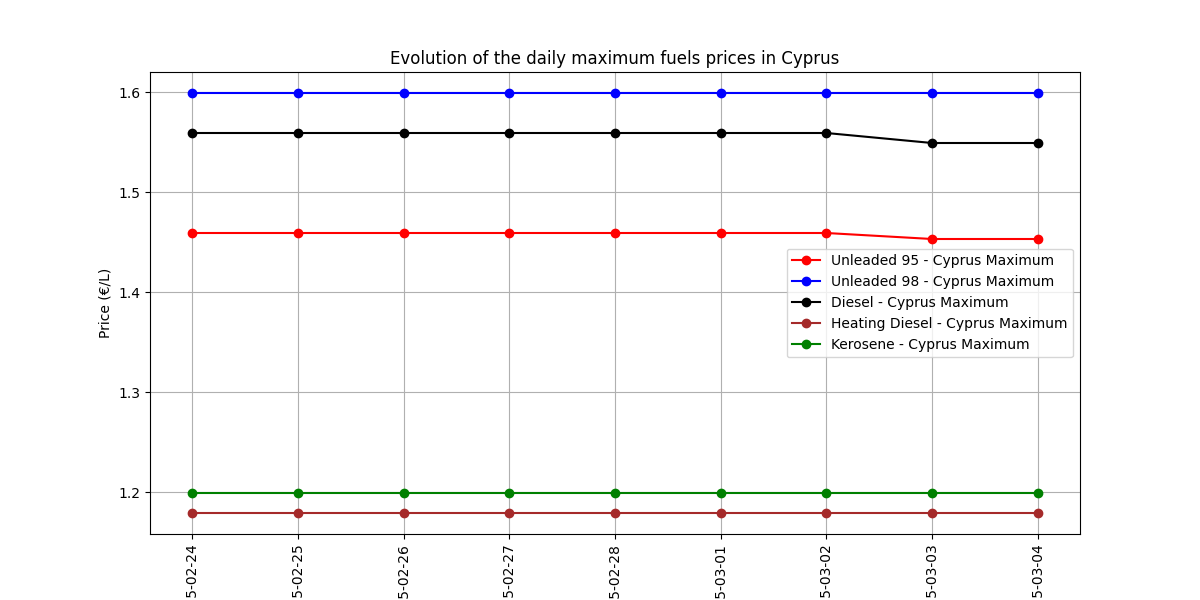 Evolution of the daily maximum fuels prices in Cyprus
Price (€/L)
1.6
1.5
1.4
1.3
1.2
Unleaded 95 - Cyprus Maximum
Unleaded 98 - Cyprus Maximum
Diesel - Cyprus Maximum
Heating Diesel - Cyprus Maximum
Kerosene - Cyprus Maximum
5-02-24
5-02-25
5-02-26
5-02-27
5-02-28
5-03-01
5-03-02
5-03-03
5-03-04